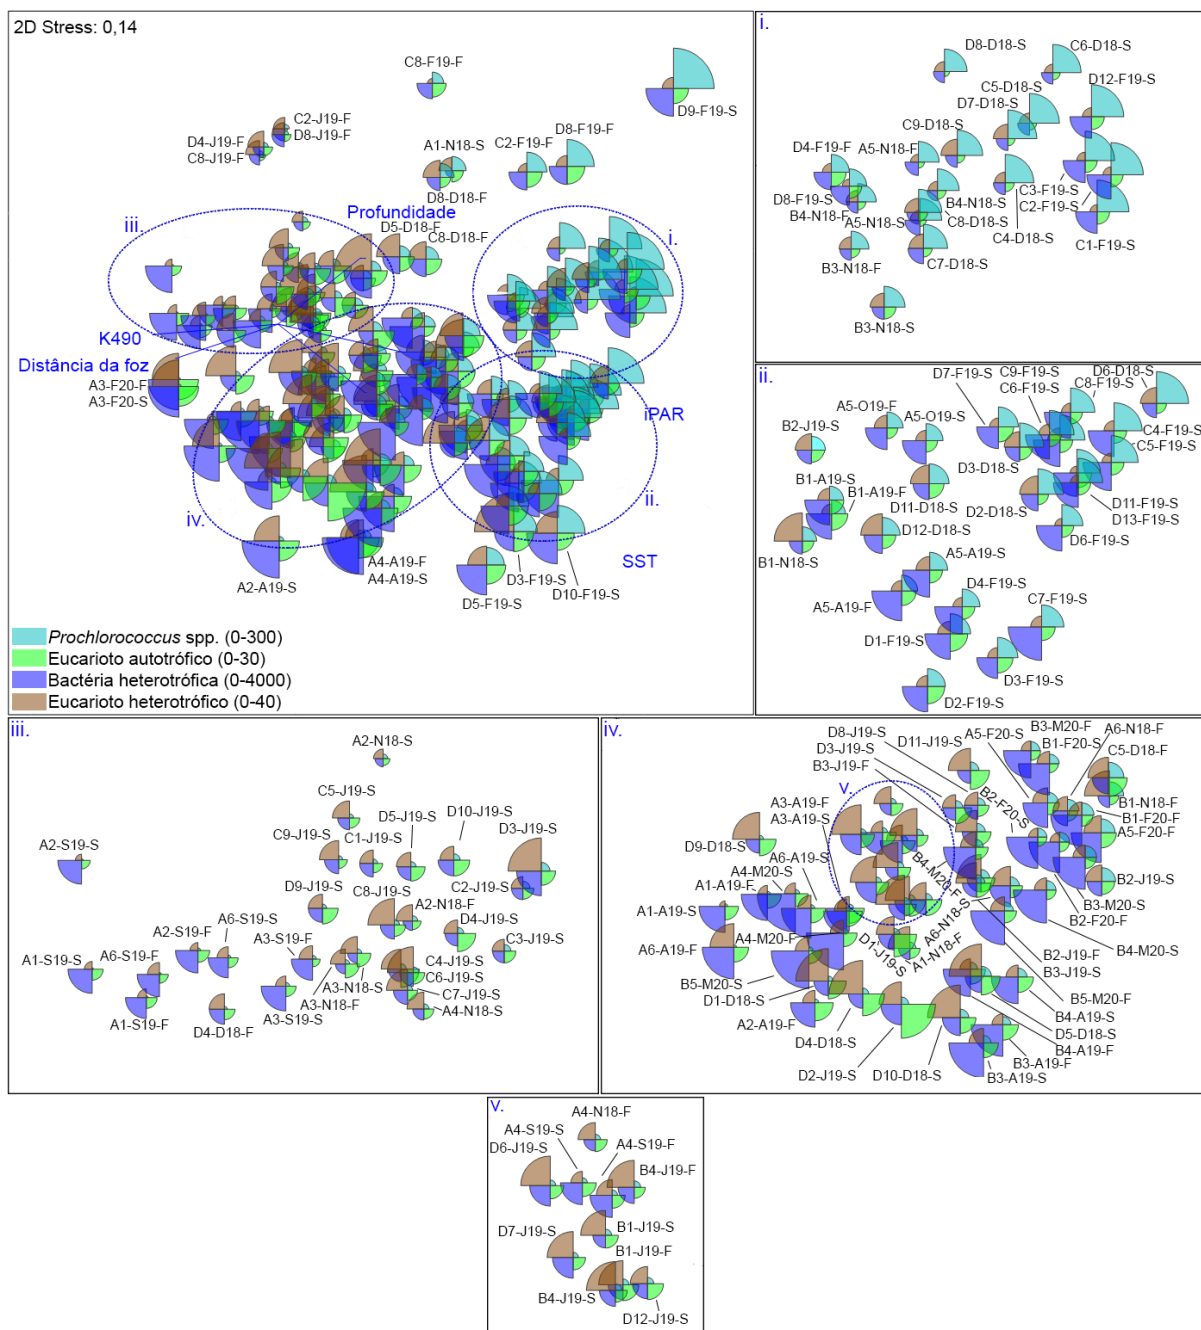 2D Stress: 0,14
C8-F19-F
D9-F19-S
C2-J19-F
D8-J19-F
D4-J19-F
C8-J19-F
A1-N18-S
C2-F19-F
D8-F19-F
D8-D18-F
Profundidade
D5-D18-F
C8-D18-F
iii.
i.
K490
Distância da foz
A3-F20-F
A3-F20-S
iPAR
iv.
ii.
SST
A2-A19-S
A4-A19-F
A4-A19-S
D3-F19-S
D5-F19-S
D10-F19-S
Prochlorococcus spp. (0-300)
Eucarioto autotrófico (0-30)
Bactéria heterotrófica (0-4000)
Eucarioto heterotrófico (0-40)
i.
D8-D18-S
C6-D18-S
C5-D18-S
D12-F19-S
D7-D18-S
C9-D18-S
D4-F19-F
A5-N18-F
C3-F19-S
D8-F19-S
B4-N18-S
C2-F19-S
B4-N18-F
A5-N18-S
C8-D18-S
C4-D18-S
C1-F19-S
B3-N18-F
C7-D18-S
B3-N18-S
ii.
D7-F19-S
C9-F19-S
D6-D18-S
C6-F19-S
C8-F19-S
A5-O19-F
A5-O19-S
B2-J19-S
C4-F19-S
C5-F19-S
D3-D18-S
B1-A19-S
B1-A19-F
D11-D18-S
D2-D18-S
D11-F19-S
D13-F19-S
D12-D18-S
D6-F19-S
B1-N18-S
A5-A19-S
D4-F19-S
A5-A19-F
C7-F19-S
D1-F19-S
D3-F19-S
D2-F19-S
iii.
A2-N18-S
C5-J19-S
D10-J19-S
C9-J19-S
C1-J19-S
D5-J19-S
D3-J19-S
A2-S19-S
D9-J19-S
C8-J19-S
C2-J19-S
A2-N18-F
D4-J19-S
A2-S19-F
A6-S19-S
A3-S19-F
C3-J19-S
A1-S19-S
A6-S19-F
C4-J19-S
C6-J19-S
A3-N18-S
A3-N18-F
C7-J19-S
A4-N18-S
A1-S19-F
D4-D18-F
A3-S19-S
iv.
D8-J19-S
D3-J19-S
B3-J19-F
D11-J19-S
A5-F20-S
B3-M20-F
B1-F20-S
A6-N18-F
C5-D18-F
v.
A3-A19-F
A3-A19-S
B2-F20-S
B1-N18-F
B1-F20-F
A5-F20-F
D9-D18-S
A6-A19-S
A4-M20-S
B4-M20-F
A1-A19-F
B2-J19-S
B3-M20-S
B2-F20-F
A1-A19-S
A6-N18-S
A4-M20-F
D1-J19-S
A1-N18-F
A6-A19-F
B4-M20-S
B2-J19-F
B3-J19-S
B5-M20-S
D1-D18-S
B5-M20-F
A2-A19-F
B4-A19-S
D5-D18-S
D4-D18-S
B4-A19-F
B3-A19-F
D2-J19-S
D10-D18-S
B3-A19-S
v.
A4-N18-F
A4-S19-S
A4-S19-F
D6-J19-S
B4-J19-F
B1-J19-S
D7-J19-S
B1-J19-F
B4-J19-S
D12-J19-S